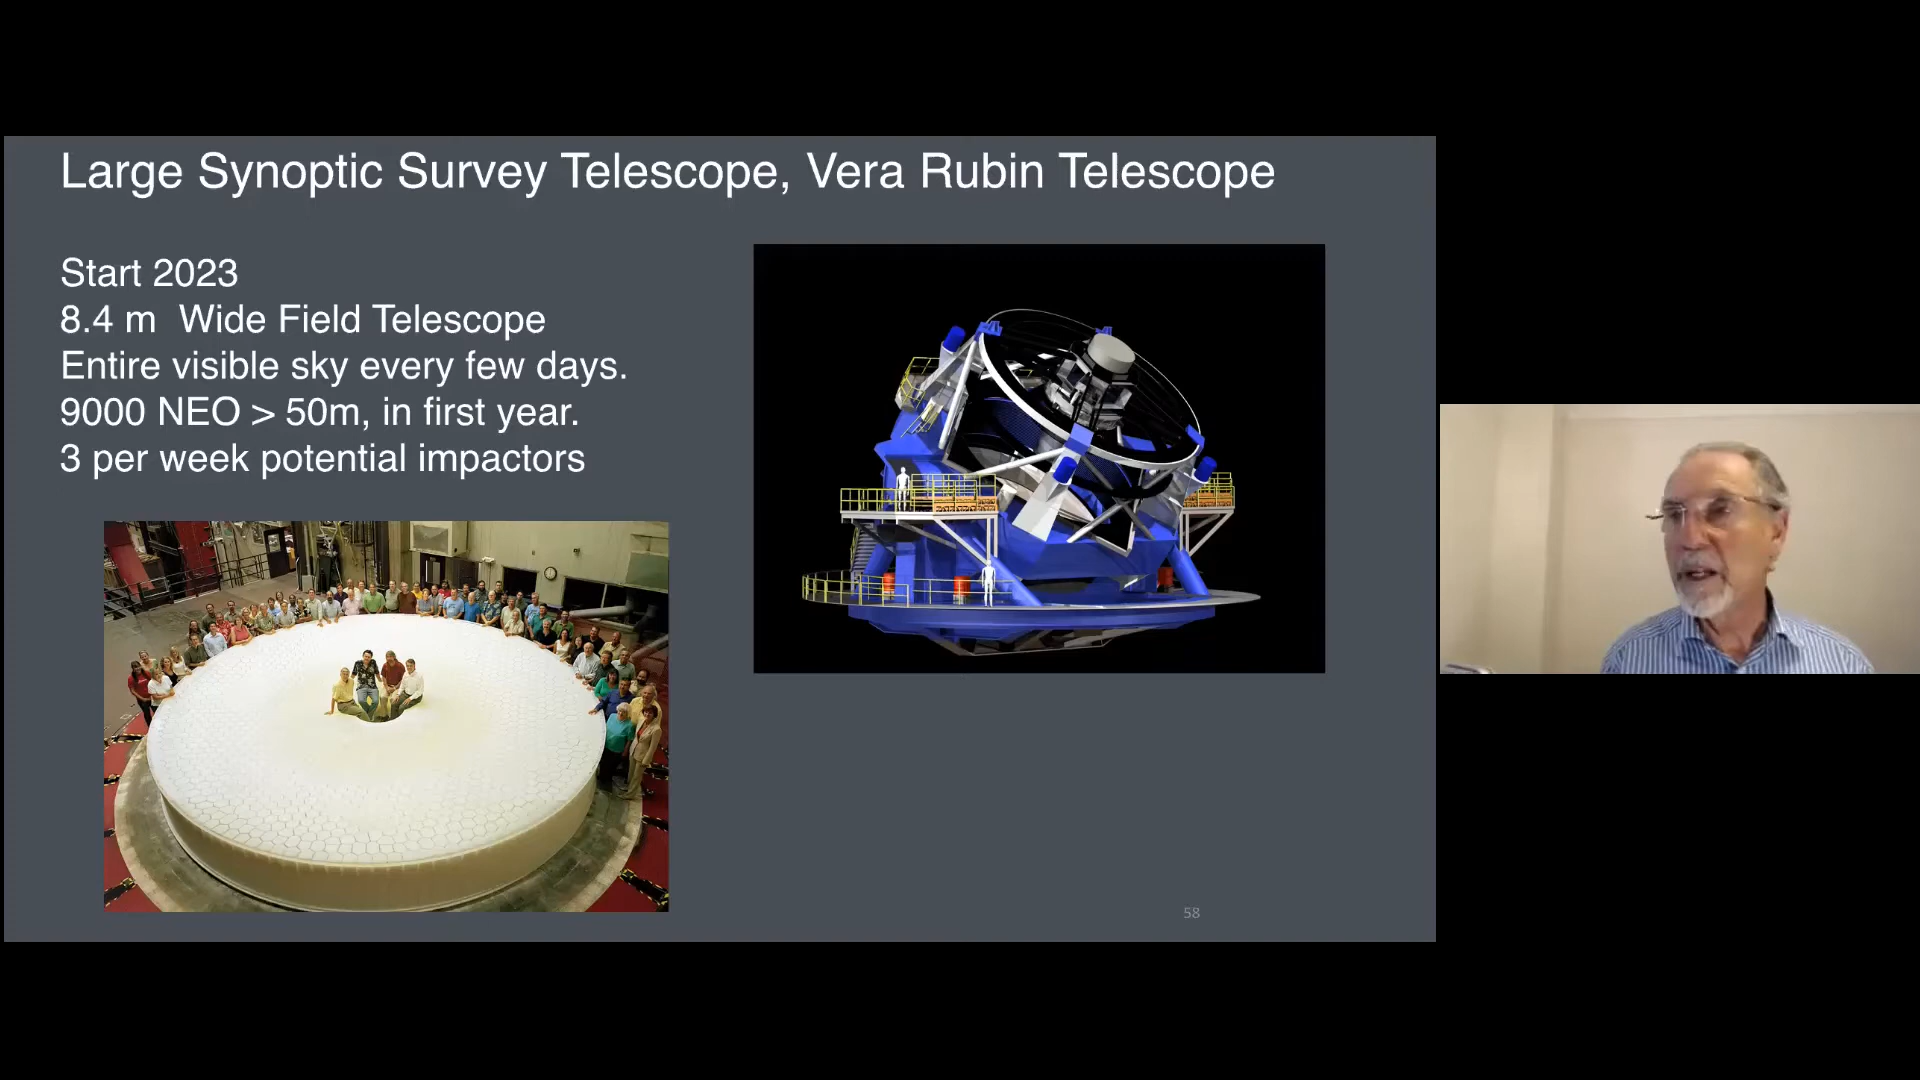 Large Synoptic Survey Telescope, Vera Rubin Telescope
Start 2023
8.4 m  Wide Field Telescope
Entire visible sky every few days.
9000 NEO > 50m, in first year.
3 per week potential impactors
58